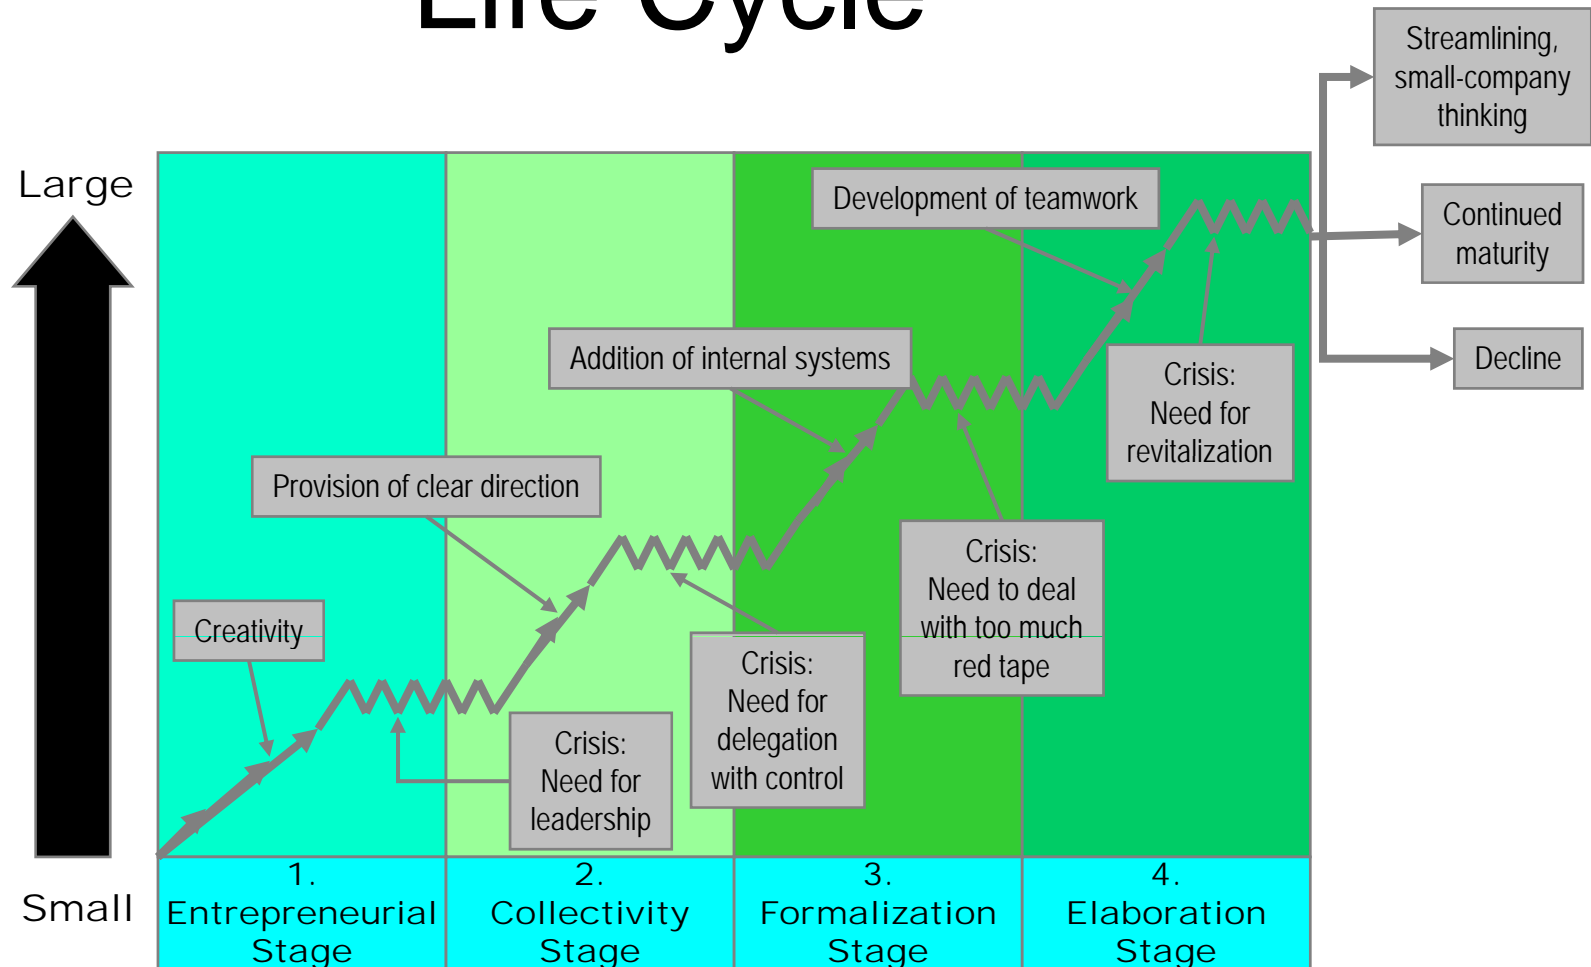 Life Cycle
Streamlining,
small-company
thinking
Large
Development of teamwork
Continued
maturity
Addition of internal systems
Decline
Crisis:
Need for
revitalization
Provision of clear direction
Crisis:
Need to deal
with too much
red tape
Creativity
Crisis:
Need for
delegation
with control
Crisis:
Need for
leadership
Small
1.
Entrepreneurial
Stage
2.
Collectivity
Stage
3.
Formalization
Stage
4.
Elaboration
Stage